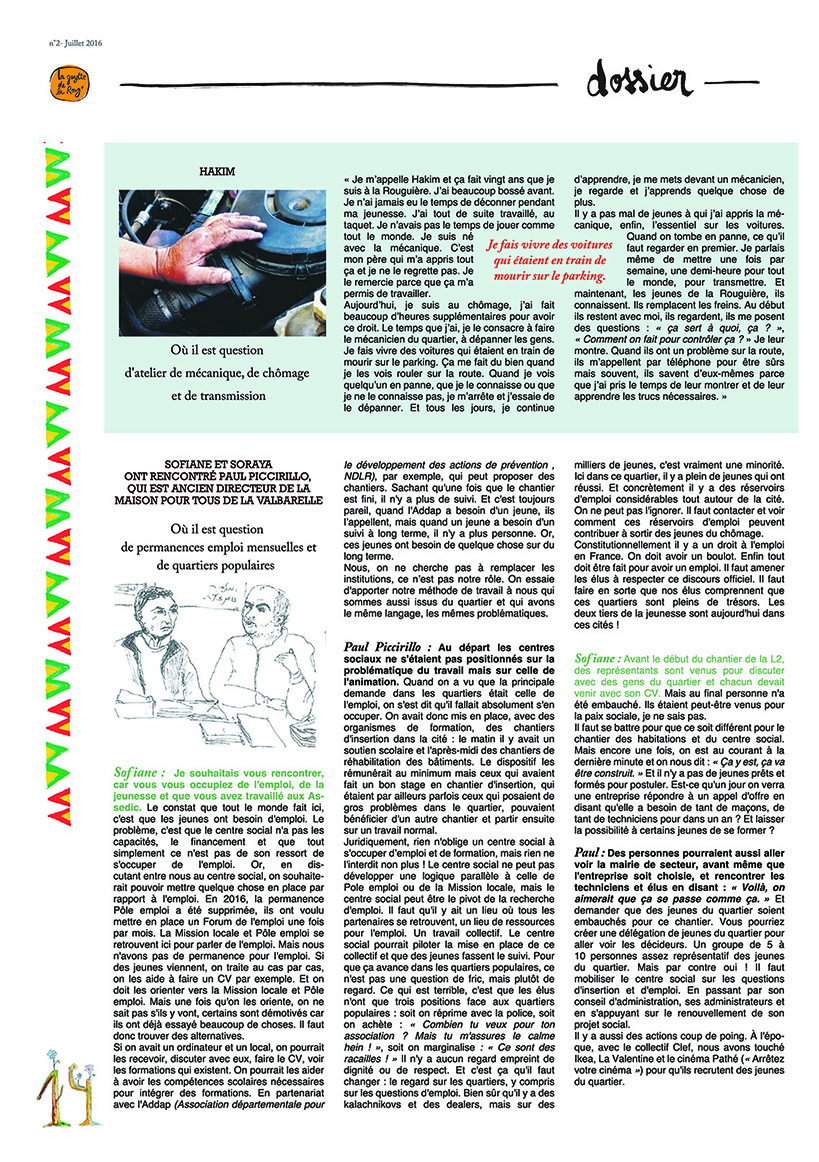 n°2- Juillet 2016
la gazette
de
la Roug'
dossier
HAKIM
Où il est question
d'atelier de mécanique, de chômage
et de transmission
« Je m'appelle Hakim et ça fait vingt ans que je
suis à la Rouguière. J'ai beaucoup bossé avant.
Je n'ai jamais eu le temps de déconner pendant
ma jeunesse. J'ai tout de suite travaillé, au
taquet. Je n'avais pas le temps de jouer comme
tout le monde. Je suis né
avec la mécanique. C'est
mon père qui m'a appris tout
ça et je ne le regrette pas. Je
le remercie parce que ça m'a
permis de travailler.
Aujourd'hui, je suis au chômage, j'ai fait
beaucoup d'heures supplémentaires pour avoir
ce droit. Le temps que j'ai, je le consacre à faire
le mécanicien du quartier, à dépanner les gens.
Je fais vivre des voitures qui étaient en train de
mourir sur le parking. Ça me fait du bien quand
je les vois rouler sur la route. Quand je vois
quelqu'un en panne, que je le connaisse ou que
je ne le connaisse pas, je m'arrête et j'essaie de
le dépanner. Et tous les jours, je continue
Je fais vivre des voitures
qui étaient en train de
mourir sur le parking.
d'apprendre, je me mets devant un mécanicien,
je regarde et j'apprends quelque chose de
plus.
Il y a pas mal de jeunes à qui j'ai appris la mé-
canique, enfin, l'essentiel sur les voitures.
Quand on tombe en panne, ce qu'il
faut regarder en premier. Je parlais
même de mettre une fois par
semaine, une demi-heure pour tout
le monde, pour transmettre. Et
maintenant, les jeunes de la Rouguière, ils
connaissent. Ils remplacent les freins. Au début
ils restent avec moi, ils regardent, ils me posent
des questions : « ça sert à quoi, ça ? »,
« Comment on fait pour contrôler ça ? » Je leur
montre. Quand ils ont un problème sur la route,
ils m'appellent par téléphone pour être sûrs
mais souvent, ils savent d'eux-mêmes parce
que j'ai pris le temps de leur montrer et de leur
apprendre les trucs nécessaires. »
SOFIANE ET SORAYA
ONT RENCONTRÉ PAUL PICCIRILLO,
QUI EST ANCIEN DIRECTEUR DE LA
MAISON POUR TOUS DE LA VALBARELLE
Où il est question
de permanences emploi mensuelles et
de quartiers populaires
Sofiane : Je souhaitais vous rencontrer,
car vous vous occupiez de l'emploi, de la
jeunesse et que vous avez travaillé aux As-
sedic. Le constat que tout le monde fait ici,
c'est que les jeunes ont besoin d'emploi. Le
problème, c'est que le centre social n'a pas les
capacités, le financement et que tout
simplement ce n'est pas de son ressort de
s'occuper de l'emploi. Or, en dis-
cutant entre nous au centre social, on souhaite-
rait pouvoir mettre quelque chose en place par
rapport à l'emploi. En 2016, la permanence
Pôle emploi a été supprimée, ils ont voulu
mettre en place un Forum de l'emploi une fois
par mois. La Mission locale et Pôle emploi se
retrouvent ici pour parler de l'emploi. Mais nous
n'avons pas de permanence pour l'emploi. Si
des jeunes viennent, on traite au cas par cas,
on les aide à faire un CV par exemple. Et on
doit les orienter vers la Mission locale et Pôle
emploi. Mais une fois qu'on les oriente, on ne
sait pas s'ils y vont, certains sont démotivés car
ils ont déjà essayé beaucoup de choses. Il faut
donc trouver des alternatives.
Si on avait un ordinateur et un local, on pourrait
les recevoir, discuter avec eux, faire le CV, voir
les formations qui existent. On pourrait les aider
à avoir les compétences scolaires nécessaires
pour intégrer des formations. En partenariat
avec l'Addap (Association départementale pour
le développement des actions de prévention ,
NDLR), par exemple, qui peut proposer des
chantiers. Sachant qu'une fois que le chantier
est fini, il n'y a plus de suivi. Et c'est toujours
pareil, quand l'Addap a besoin d'un jeune, ils
l'appellent, mais quand un jeune a besoin d'un
suivi à long terme, il n'y a plus personne. Or,
ces jeunes ont besoin de quelque chose sur du
long terme.
Nous, on ne cherche pas à remplacer les
institutions, ce n'est pas notre rôle. On essaie
d'apporter notre méthode de travail à nous qui
sommes aussi issus du quartier et qui avons
le même langage, les mêmes problématiques.
Paul Piccirillo : Au départ les centres
sociaux ne s'étaient pas positionnés sur la
problématique du travail mais sur celle de
l'animation. Quand on a vu que la principale
demande dans les quartiers était celle de
l'emploi, on s'est dit qu'il fallait absolument s'en
occuper. On avait donc mis en place, avec des
organismes de formation, des chantiers
d'insertion dans la cité : le matin il y avait un
soutien scolaire et l'après-midi des chantiers de
réhabilitation des bâtiments. Le dispositif les
rémunérait au minimum mais ceux qui avaient
fait un bon stage en chantier d'insertion, qui
étaient par ailleurs parfois ceux qui posaient de
gros problèmes dans le quartier, pouvaient
bénéficier d'un autre chantier et partir ensuite
sur un travail normal.
Juridiquement, rien n'oblige un centre social à
s'occuper d'emploi et de formation, mais rien ne
l'interdit non plus ! Le centre social ne peut pas
développer une logique parallèle à celle de
Pole emploi ou de la Mission locale, mais le
centre social peut être le pivot de la recherche
d'emploi. Il faut qu'il y ait un lieu où tous les
partenaires se retrouvent, un lieu de ressources
pour l'emploi. Un travail collectif. Le centre
social pourrait piloter la mise en place de ce
collectif et que des jeunes fassent le suivi. Pour
que ça avance dans les quartiers populaires, ce
n'est pas une question de fric, mais plutôt de
regard. Ce qui est terrible, c'est que les élus
n'ont que trois positions face aux quartiers
populaires : soit on réprime avec la police, soit
on achète : « Combien tu veux pour ton
association ? Mais tu m'assures le calme
hein ! », soit on marginalise : « Ce sont des
racailles ! » Il n'y a aucun regard empreint de
dignité ou de respect. Et c'est ça qu'il faut
changer : le regard sur les quartiers, y compris
sur les questions d'emploi. Bien sûr qu'il y a des
kalachnikovs et des dealers, mais sur des
milliers de jeunes, c'est vraiment une minorité.
Ici dans ce quartier, il y a plein de jeunes qui ont
réussi. Et concrètement il y a des réservoirs
d'emploi considérables tout autour de la cité.
On ne peut pas l'ignorer. Il faut contacter et voir
comment ces réservoirs d'emploi peuvent
contribuer à sortir des jeunes du chômage.
Constitutionnellement il y a un droit à l'emploi
en France. On doit avoir un boulot. Enfin tout
doit être fait pour avoir un emploi. Il faut amener
les élus à respecter ce discours officiel. Il faut
faire en sorte que nos élus comprennent que
ces quartiers sont pleins de trésors. Les
deux tiers de la jeunesse sont aujourd'hui dans
ces cités !
Sofiane : Avant le début du chantier de la L2,
des représentants sont venus pour discuter
avec des gens du quartier et chacun devait
venir avec son CV. Mais au final personne n'a
été embauché. Ils étaient peut-être venus pour
la paix sociale, je ne sais pas.
Il faut se battre pour que ce soit différent pour le
chantier des habitations et du centre social.
Mais encore une fois, on est au courant à la
dernière minute et on nous dit : « Ça y est, ça va
être construit. » Et il n'y a pas de jeunes prêts et
formés pour postuler. Est-ce qu'un jour on verra
une entreprise répondre à un appel d'offre en
disant qu'elle a besoin de tant de maçons, de
tant de techniciens pour dans un an ? Et laisser
la possibilité à certains jeunes de se former ?
Paul : Des personnes pourraient aussi aller
voir la mairie de secteur, avant même que
l'entreprise soit choisie, et rencontrer les
techniciens et élus en disant : « Voilà, on
aimerait que ça se passe comme ça. » Et
demander que des jeunes du quartier soient
embauchés pour ce chantier. Vous pourriez
créer une délégation de jeunes du quartier pour
aller voir les décideurs. Un groupe de 5 à
10 personnes assez représentatif des jeunes
du quartier. Mais par contre oui ! Il faut
mobiliser le centre social sur les questions
d'insertion et d'emploi. En passant par son
conseil d'administration, ses administrateurs et
en s'appuyant sur le renouvellement de son
projet social.
Il y a aussi des actions coup de poing. À l'épo-
que, avec le collectif Clef, nous avons touché
Ikea, La Valentine et le cinéma Pathé (« Arrêtez
votre cinéma ») pour qu'ils recrutent des jeunes
du quartier.
14